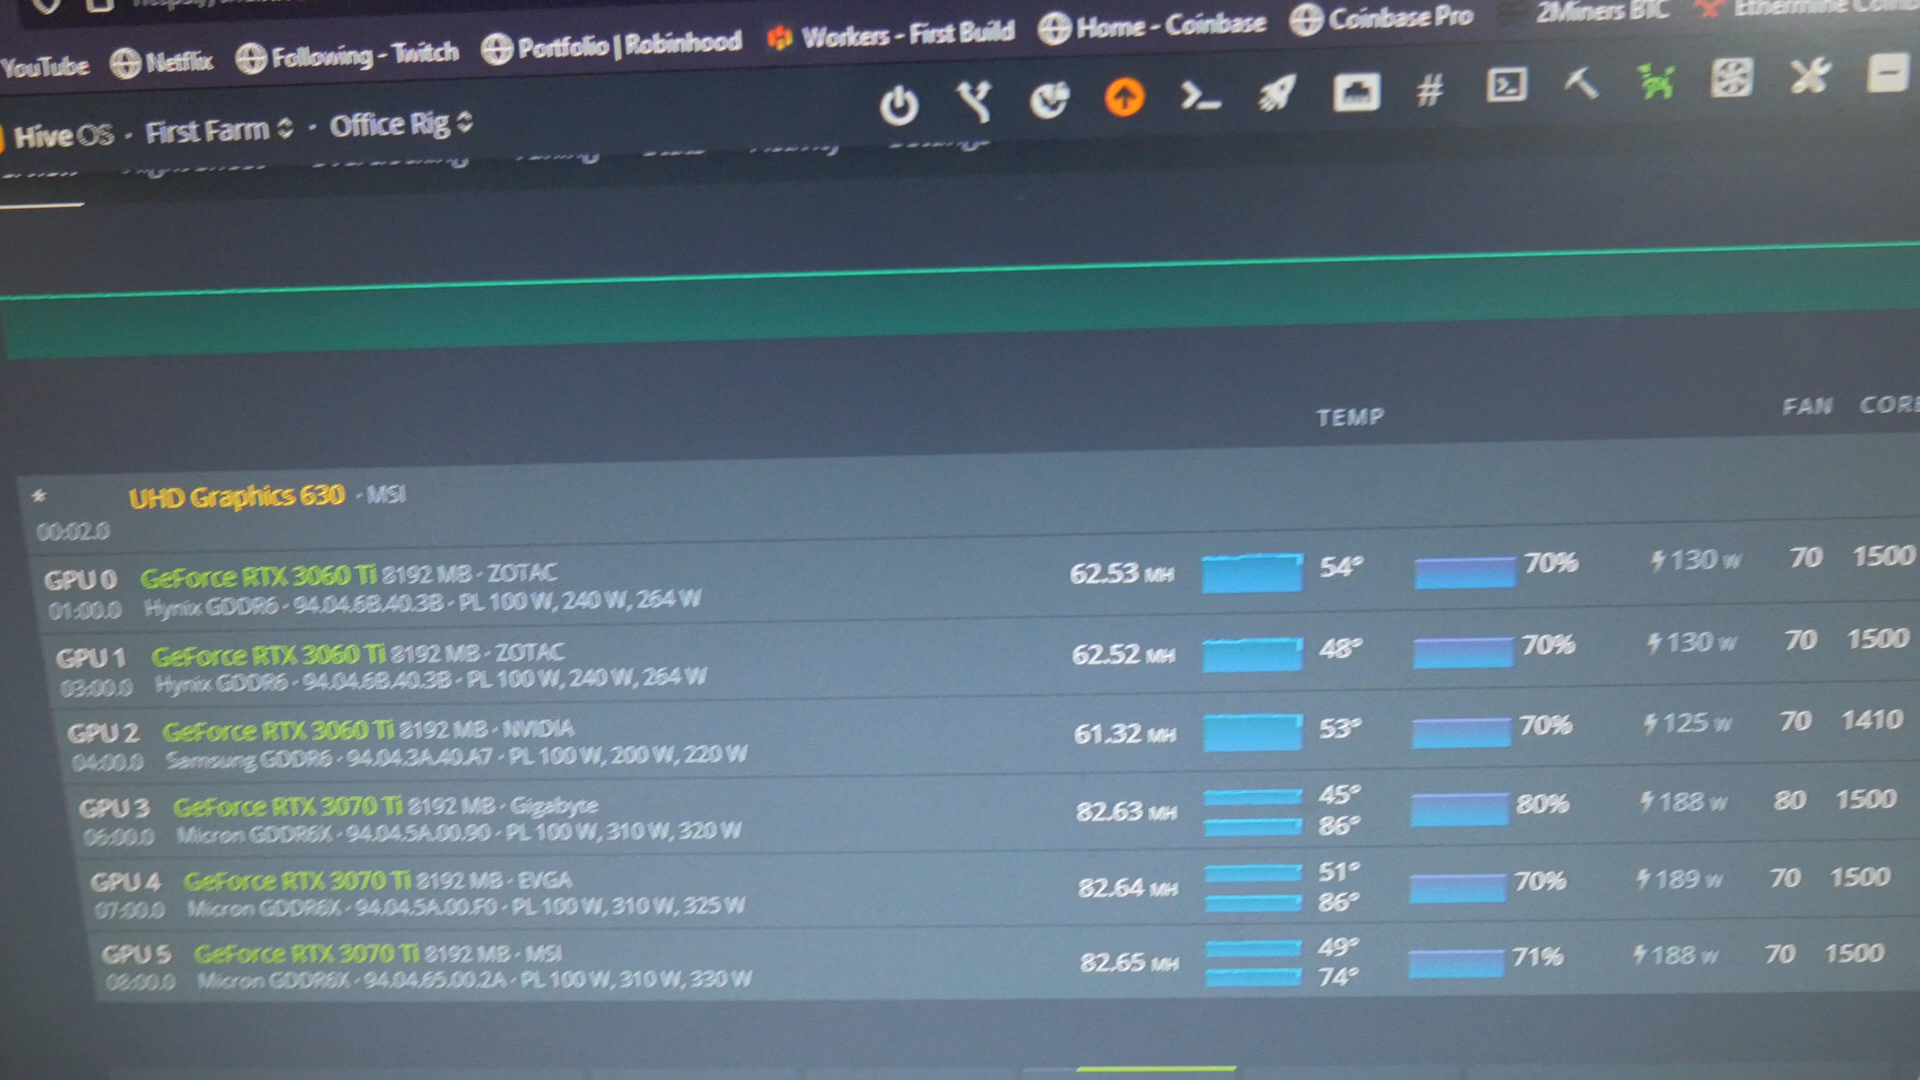 YouTube Netflix Following - Twitch Portfolio | Robinhood Workers - First Build Home - Coinbase Coinbase Pro 2Miners BTC Ethermine
HiveOS · First Farm · Office Rig
TEMP FAN CORE
* UHD Graphics 630 · MSI
00:02.0
GPU 0 GeForce RTX 3060 Ti 8192 MB · ZOTAC 62.53 MH 54° 70% 130 W 70 1500
01:00.0 Hynix GDDR6 · 94.04.6B.40.3B · PL 100 W, 240 W, 264 W
GPU 1 GeForce RTX 3060 Ti 8192 MB · ZOTAC 62.52 MH 48° 70% 130 W 70 1500
03:00.0 Hynix GDDR6 · 94.04.6B.40.3B · PL 100 W, 240 W, 264 W
GPU 2 GeForce RTX 3060 Ti 8192 MB · NVIDIA 61.32 MH 53° 70% 125 W 70 1410
04:00.0 Samsung GDDR6 · 94.04.3A.40.A7 · PL 100 W, 200 W, 220 W
GPU 3 GeForce RTX 3070 Ti 8192 MB · Gigabyte 82.63 MH 45° 80% 188 W 80 1500
06:00.0 Micron GDDR6X · 94.04.5A.00.90 · PL 100 W, 310 W, 320 W 86°
GPU 4 GeForce RTX 3070 Ti 8192 MB · EVGA 82.64 MH 51° 70% 189 W 70 1500
07:00.0 Micron GDDR6X · 94.04.5A.00.F0 · PL 100 W, 310 W, 325 W 86°
GPU 5 GeForce RTX 3070 Ti 8192 MB · MSI 82.65 MH 49° 71% 188 W 70 1500
08:00.0 Micron GDDR6X · 94.04.65.00.2A · PL 100 W, 310 W, 330 W 74°